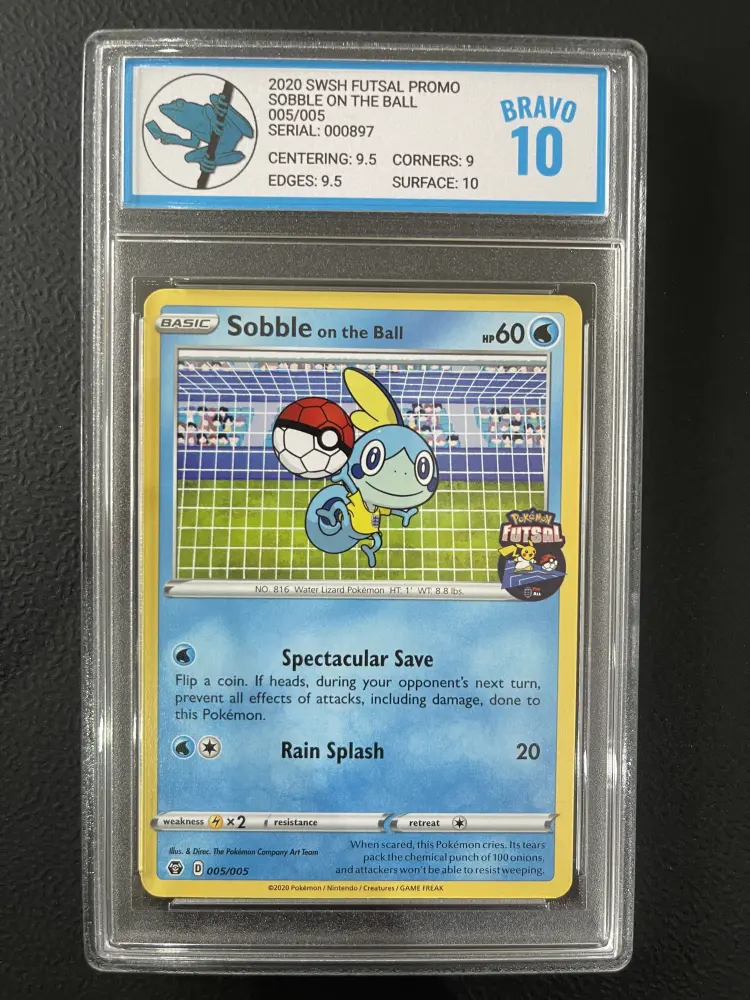 2020 SWSH FUTSAL PROMO
SOBBLE ON THE BALL
005/005
SERIAL: 000897
CENTERING: 9.5 CORNERS: 9
EDGES: 9.5 SURFACE: 10
BRAVO
10
BASIC Sobble on the Ball HP60
POKéMON
FUTSAL
NO. 816 Water Lizard Pokémon HT: 1' WT: 8.8 lbs.
Spectacular Save
Flip a coin. If heads, during your opponent's next turn,
prevent all effects of attacks, including damage, done to
this Pokémon.
Rain Splash 20
weakness ×2 resistance retreat
Illus. & Direc. The Pokémon Company Art Team
D 005/005
When scared, this Pokémon cries. Its tears
pack the chemical punch of 100 onions,
and attackers won't be able to resist weeping.
©2020 Pokémon / Nintendo / Creatures / GAME FREAK